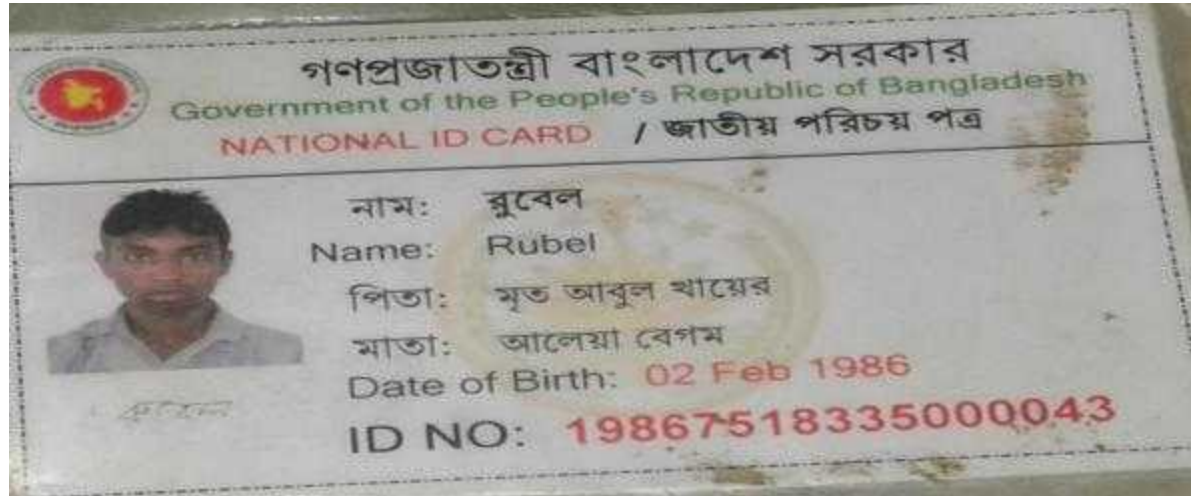 গণপ্রজাতন্ত্রী বাংলাদেশ সরকার
Government of the People's Republic of Bangladesh
NATIONAL ID CARD / জাতীয় পরিচয় পত্র
নাম: রুবেল
Name: Rubel
পিতা: মৃত আবুল খায়ের
মাতা: আলেয়া বেগম
Date of Birth: 02 Feb 1986
ID NO: 19867518335000043